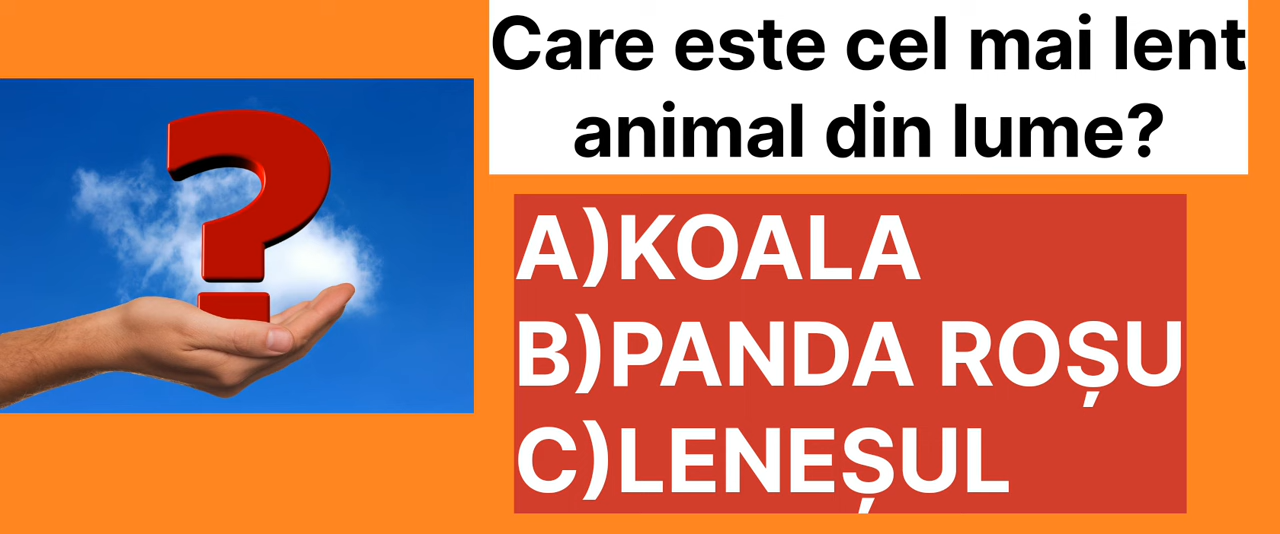 Care este cel mai lent
animal din lume?
A)KOALA
B)PANDA ROȘU
C)LENEȘUL